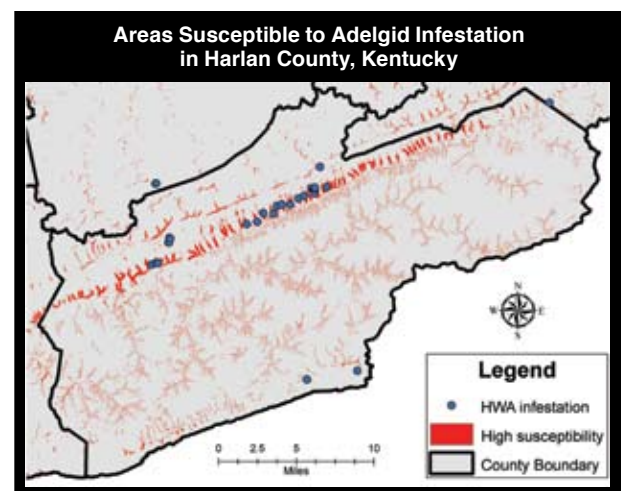 Areas Susceptible to Adelgid Infestation
in Harlan County, Kentucky
N
W E
S
Legend
HWA infestation
High susceptibility
County Boundary
0 2.5 5 10
Miles